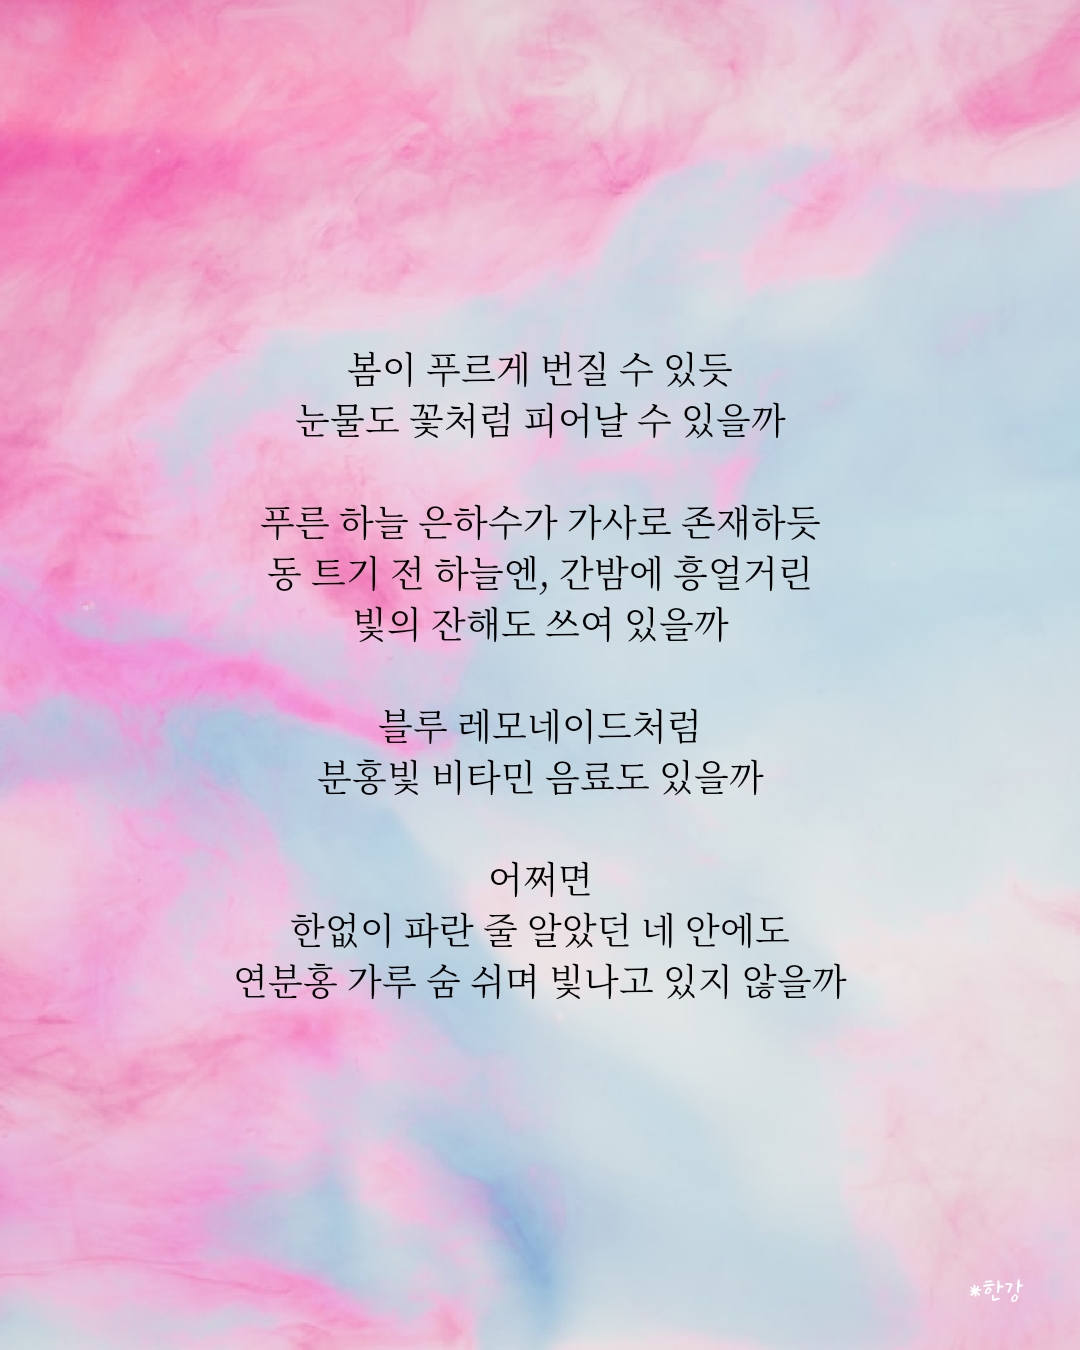 봄이 푸르게 번질 수 있듯
눈물도 꽃처럼 피어날 수 있을까
푸른 하늘 은하수가 가사로 존재하듯
동 트기 전 하늘엔, 간밤에 흥얼거린
빛의 잔해도 쓰여 있을까
블루 레모네이드처럼
분홍빛 비타민 음료도 있을까
어쩌면
한없이 파란 줄 알았던 네 안에도
연분홍 가루 숨 쉬며 빛나고 있지 않을까
*한강